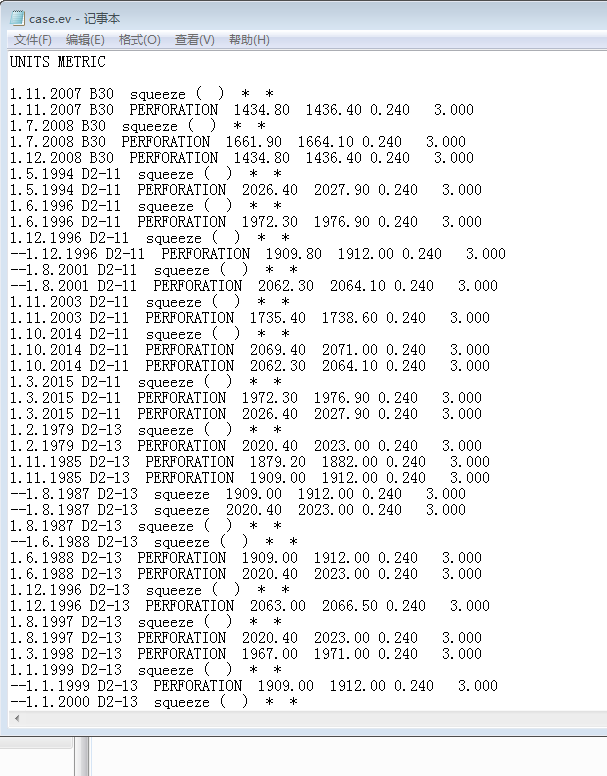 case.ev - 记事本
文件(F) 编辑(E) 格式(O) 查看(V) 帮助(H)
UNITS METRIC
1.11.2007 B30 squeeze ( ) * *
1.11.2007 B30 PERFORATION 1434.80 1436.40 0.240 3.000
1.7.2008 B30 squeeze ( ) * *
1.7.2008 B30 PERFORATION 1661.90 1664.10 0.240 3.000
1.12.2008 B30 PERFORATION 1434.80 1436.40 0.240 3.000
1.5.1994 D2-11 squeeze ( ) * *
1.5.1994 D2-11 PERFORATION 2026.40 2027.90 0.240 3.000
1.6.1996 D2-11 squeeze ( ) * *
1.6.1996 D2-11 PERFORATION 1972.30 1976.90 0.240 3.000
1.12.1996 D2-11 squeeze ( ) * *
--1.12.1996 D2-11 PERFORATION 1909.80 1912.00 0.240 3.000
--1.8.2001 D2-11 squeeze ( ) * *
--1.8.2001 D2-11 PERFORATION 2062.30 2064.10 0.240 3.000
1.11.2003 D2-11 squeeze ( ) * *
1.11.2003 D2-11 PERFORATION 1735.40 1738.60 0.240 3.000
1.10.2014 D2-11 squeeze ( ) * *
1.10.2014 D2-11 PERFORATION 2069.40 2071.00 0.240 3.000
1.10.2014 D2-11 PERFORATION 2062.30 2064.10 0.240 3.000
1.3.2015 D2-11 squeeze ( ) * *
1.3.2015 D2-11 PERFORATION 1972.30 1976.90 0.240 3.000
1.3.2015 D2-11 PERFORATION 2026.40 2027.90 0.240 3.000
1.2.1979 D2-13 squeeze ( ) * *
1.2.1979 D2-13 PERFORATION 2020.40 2023.00 0.240 3.000
1.11.1985 D2-13 PERFORATION 1879.20 1882.00 0.240 3.000
1.11.1985 D2-13 PERFORATION 1909.00 1912.00 0.240 3.000
--1.8.1987 D2-13 squeeze 1909.00 1912.00 0.240 3.000
--1.8.1987 D2-13 squeeze 2020.40 2023.00 0.240 3.000
1.8.1987 D2-13 squeeze ( ) * *
--1.6.1988 D2-13 squeeze ( ) * *
1.6.1988 D2-13 PERFORATION 1909.00 1912.00 0.240 3.000
1.6.1988 D2-13 PERFORATION 2020.40 2023.00 0.240 3.000
1.12.1996 D2-13 squeeze ( ) * *
1.12.1996 D2-13 PERFORATION 2063.00 2066.50 0.240 3.000
1.8.1997 D2-13 squeeze ( ) * *
1.8.1997 D2-13 PERFORATION 2020.40 2023.00 0.240 3.000
1.3.1998 D2-13 PERFORATION 1967.00 1971.00 0.240 3.000
1.1.1999 D2-13 squeeze ( ) * *
--1.1.1999 D2-13 PERFORATION 1909.00 1912.00 0.240 3.000
--1.1.2000 D2-13 squeeze ( ) * *